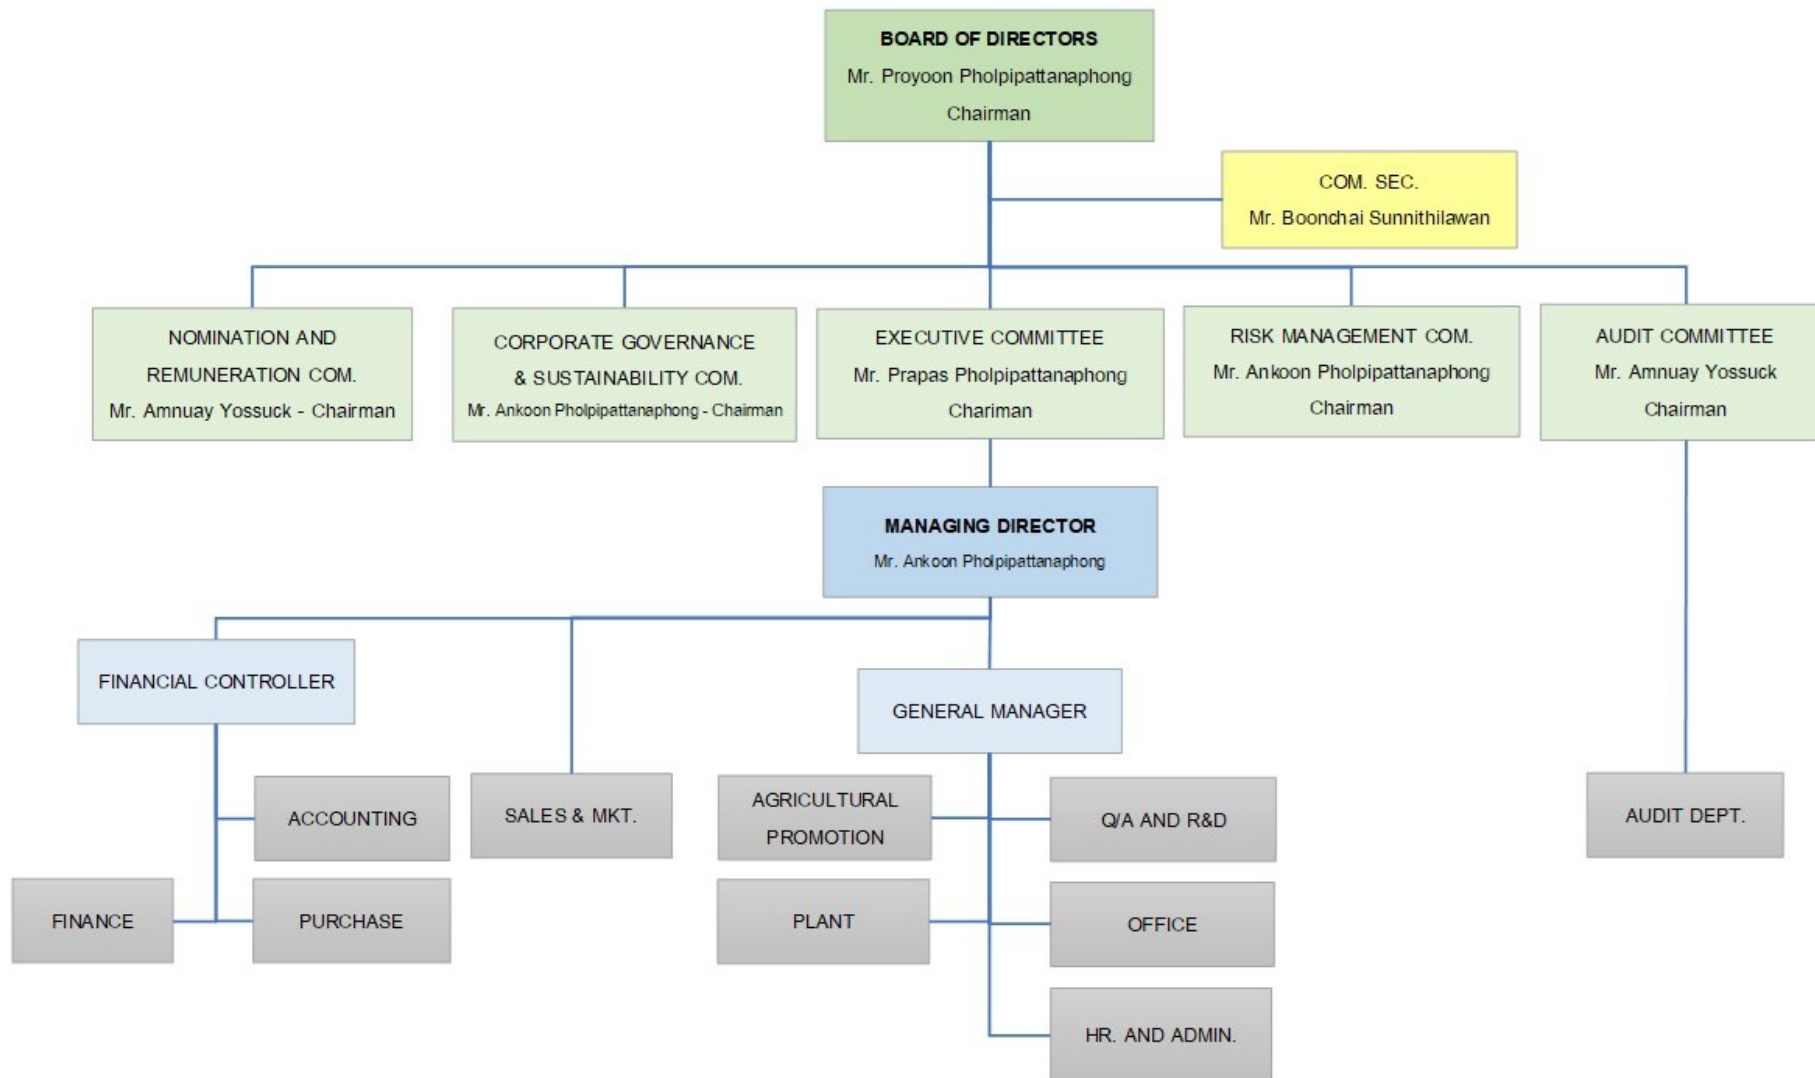 BOARD OF DIRECTORS
Mr. Proyoon Pholpipattanaphong
Chairman
COM. SEC.
Mr. Boonchai Sunnithilawan
NOMINATION AND
REMUNERATION COM.
Mr. Amnuay Yossuck - Chairman
CORPORATE GOVERNANCE
& SUSTAINABILITY COM.
Mr. Ankoon Pholpipattanaphong - Chairman
EXECUTIVE COMMITTEE
Mr. Prapas Pholpipattanaphong
Chariman
RISK MANAGEMENT COM.
Mr. Ankoon Pholpipattanaphong
Chairman
AUDIT COMMITTEE
Mr. Amnuay Yossuck
Chairman
MANAGING DIRECTOR
Mr. Ankoon Pholpipattanaphong
FINANCIAL CONTROLLER
GENERAL MANAGER
ACCOUNTING
SALES & MKT.
AGRICULTURAL
PROMOTION
Q/A AND R&D
AUDIT DEPT.
FINANCE
PURCHASE
PLANT
OFFICE
HR. AND ADMIN.